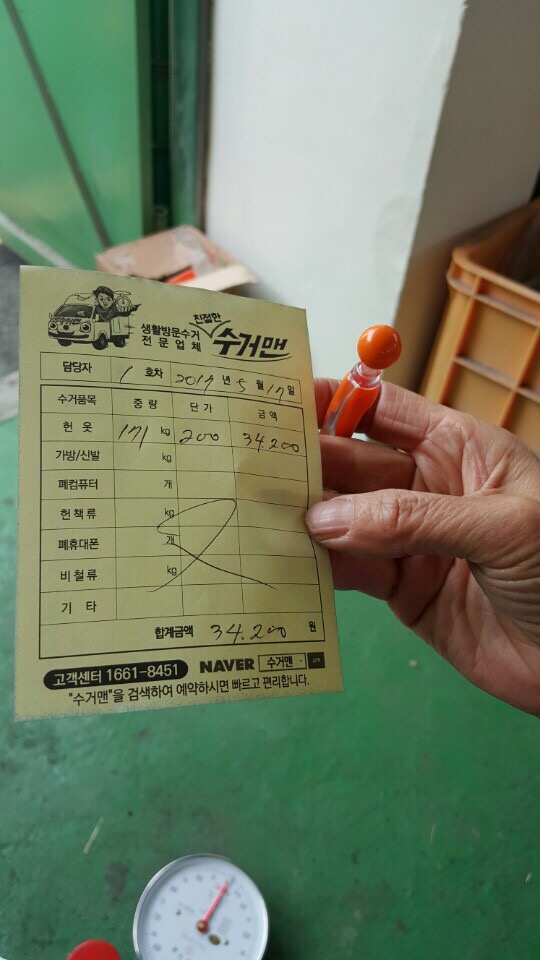 생활방문수거
전문업체
친절한
수거맨
담당자 1 호차 2017 년 5 월 17 일
수거품목 중량 단가 금액
헌 옷 171 kg 200 34.200
가방/신발 kg
폐컴퓨터 개
헌책류 kg
폐휴대폰 개
비철류 kg
기 타
합계금액 34.200 원
고객센터 1661-8451 NAVER 수거맨 검색
"수거맨"을 검색하여 예약하시면 빠르고 편리합니다.